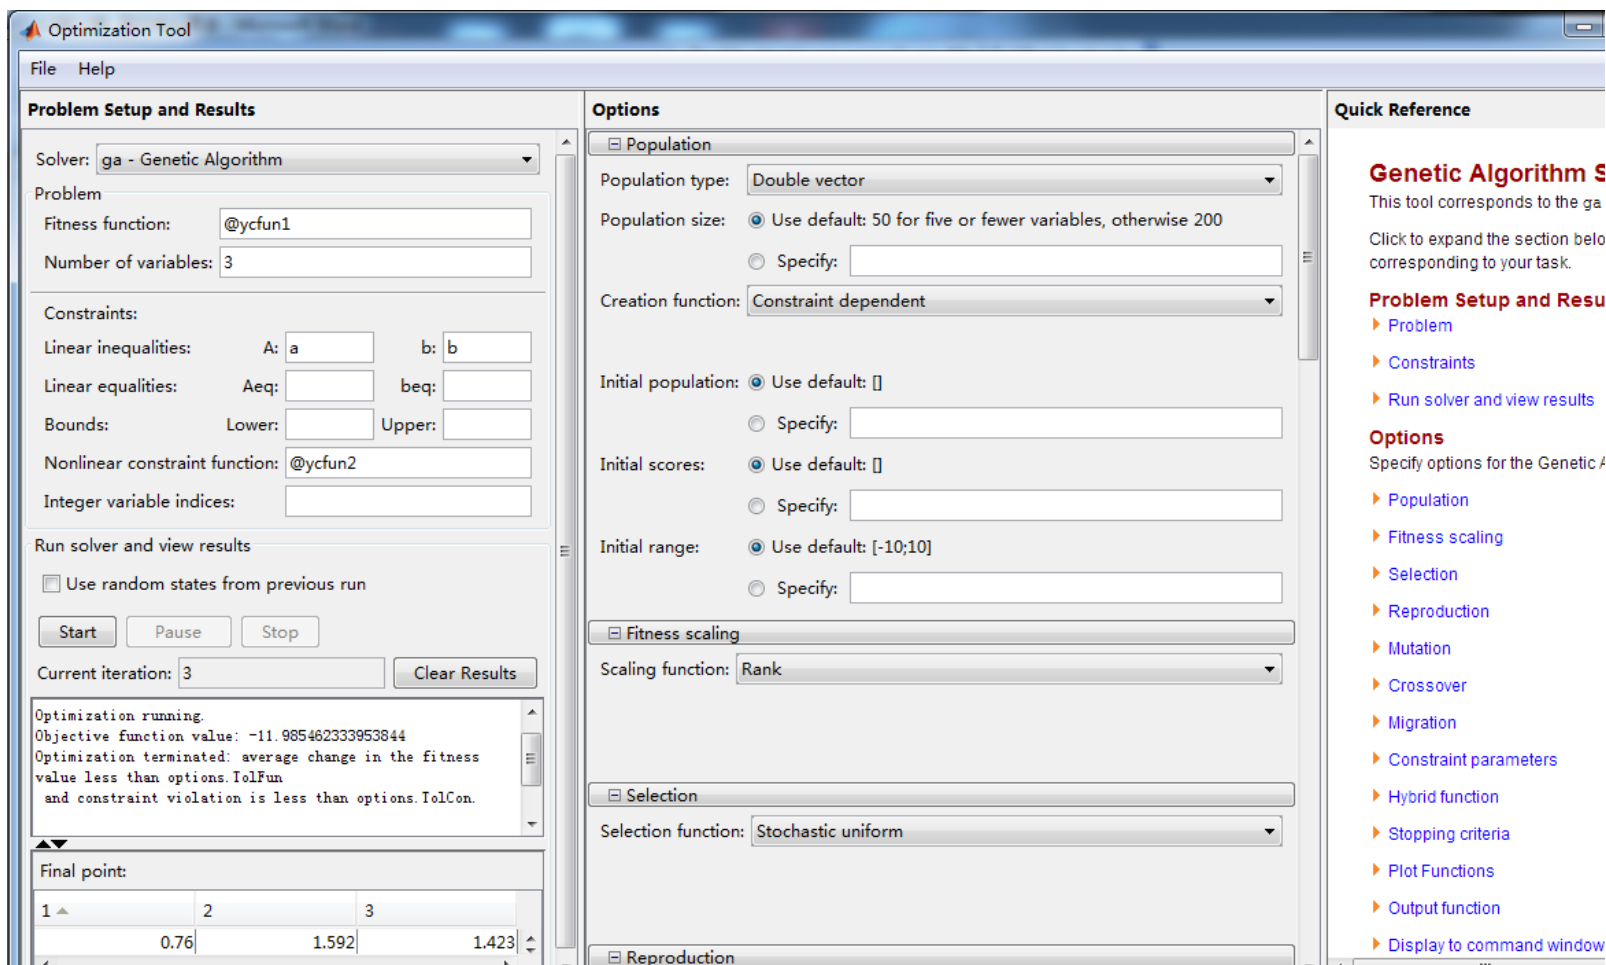 Optimization Tool
File Help
Problem Setup and Results
Solver: ga - Genetic Algorithm
Problem
Fitness function: @ycfun1
Number of variables: 3
Constraints:
Linear inequalities: A: a b: b
Linear equalities: Aeq: beq:
Bounds: Lower: Upper:
Nonlinear constraint function: @ycfun2
Integer variable indices:
Run solver and view results
Use random states from previous run
Start Pause Stop
Current iteration: 3 Clear Results
Optimization running.
Objective function value: -11.985462333953844
Optimization terminated: average change in the fitness
value less than options.TolFun
and constraint violation is less than options.TolCon.
Final point:
1 2 3
0.76 1.592 1.423
Options
Population
Population type: Double vector
Population size: Use default: 50 for five or fewer variables, otherwise 200
Specify:
Creation function: Constraint dependent
Initial population: Use default: []
Specify:
Initial scores: Use default: []
Specify:
Initial range: Use default: [-10;10]
Specify:
Fitness scaling
Scaling function: Rank
Selection
Selection function: Stochastic uniform
Reproduction
Quick Reference
Genetic Algorithm S
This tool corresponds to the ga
Click to expand the section belo
corresponding to your task.
Problem Setup and Resu
Problem
Constraints
Run solver and view results
Options
Specify options for the Genetic A
Population
Fitness scaling
Selection
Reproduction
Mutation
Crossover
Migration
Constraint parameters
Hybrid function
Stopping criteria
Plot Functions
Output function
Display to command window